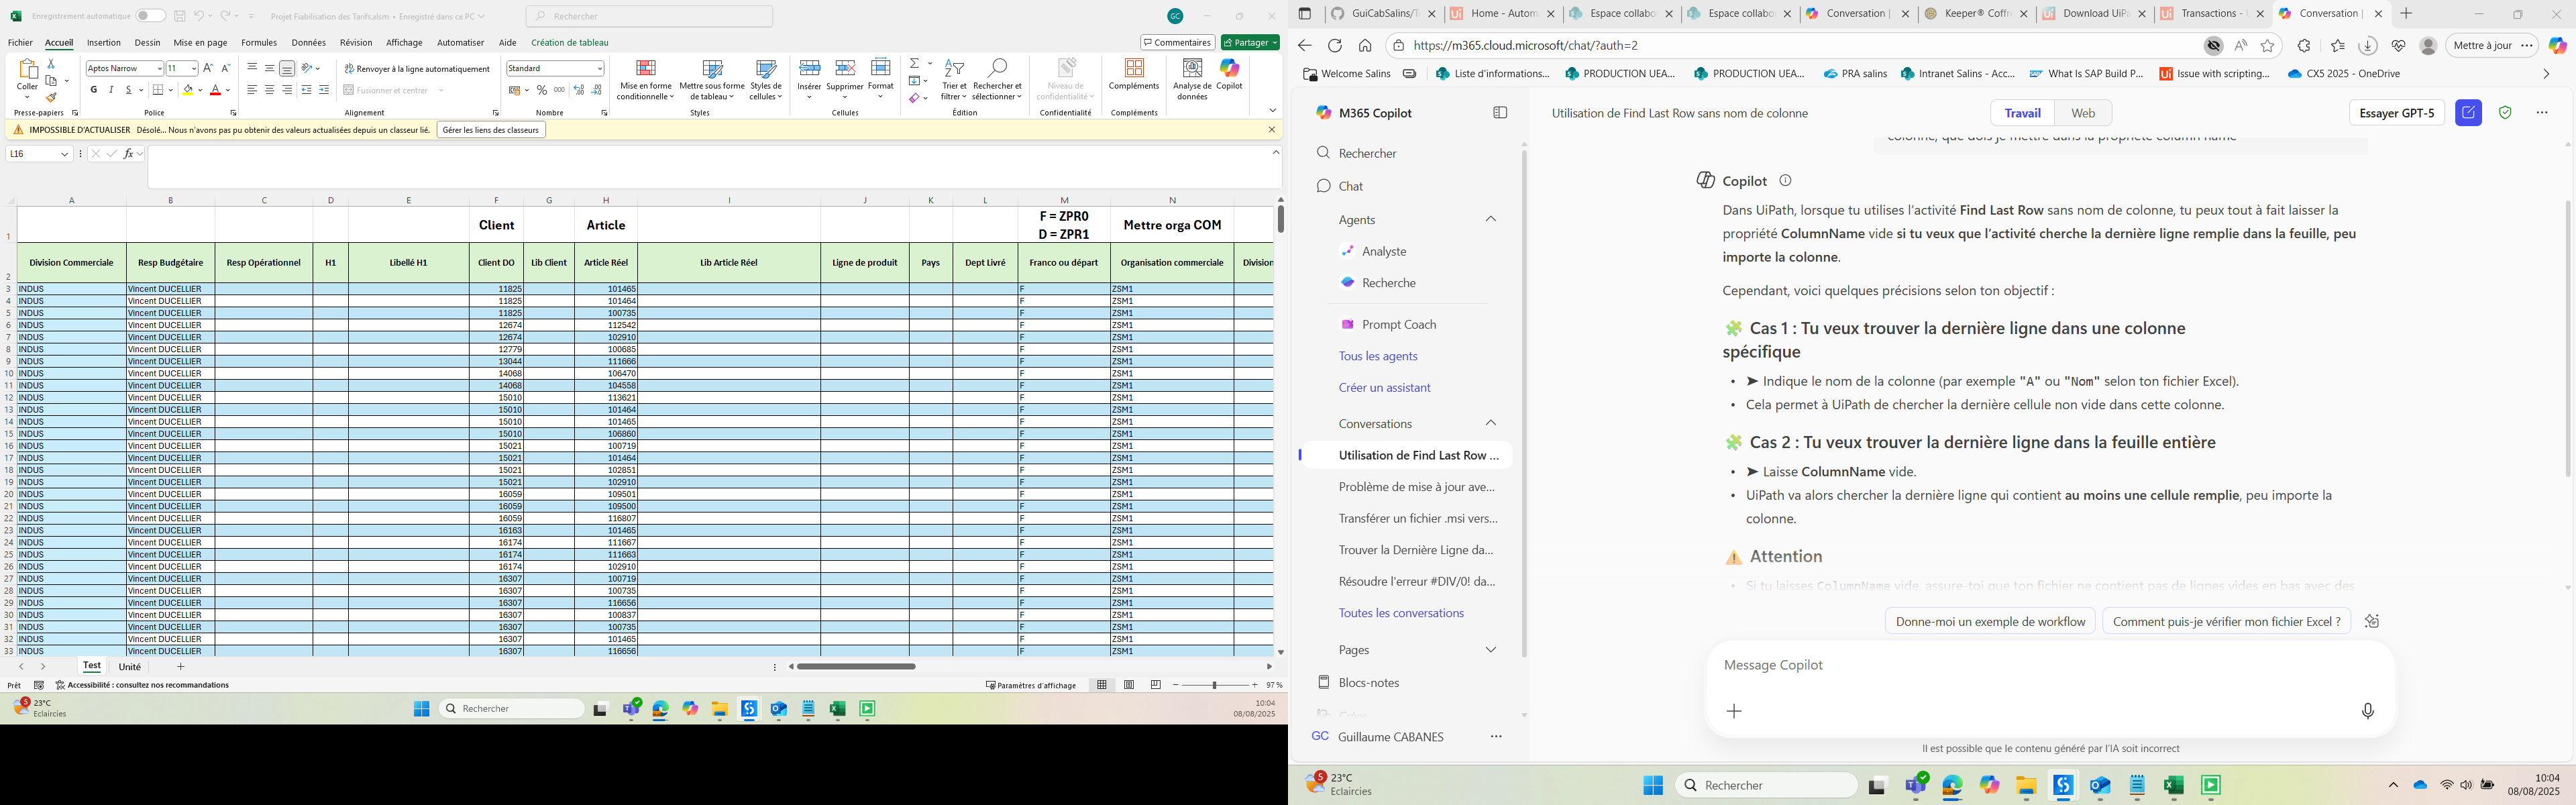 Enregistrement automatique
Projet Fiabilisation des Tarifs.xlsm • Enregistré dans ce PC
Rechercher
GC
Fichier Accueil Insertion Dessin Mise en page Formules Données Révision Affichage Automatiser Aide Création de tableau
Commentaires Partager
Aptos Narrow 11
Renvoyer à la ligne automatiquement
Standard
Coller
G I S
Fusionner et centrer
Mise en forme conditionnelle
Mettre sous forme de tableau
Styles de cellules
Insérer Supprimer Format
Trier et filtrer
Rechercher et sélectionner
Niveau de confidentialité
Compléments
Analyse de données
Copilot
Presse-papiers Police Alignement Nombre Styles Cellules Édition Confidentialité Compléments
IMPOSSIBLE D'ACTUALISER Désolé... Nous n'avons pas pu obtenir des valeurs actualisées depuis un classeur lié. Gérer les liens des classeurs
L16 fx
A B C D E F G H I J K L M N
1 Client Article F = ZPR0 D = ZPR1 Mettre orga COM
2 Division Commerciale Resp Budgétaire Resp Opérationnel H1 Libellé H1 Client DO Lib Client Article Réel Lib Article Réel Ligne de produit Pays Dept Livré Franco ou départ Organisation commerciale Division
3 INDUS Vincent DUCELLIER 11825 101465 F ZSM1
4 INDUS Vincent DUCELLIER 11825 101464 F ZSM1
5 INDUS Vincent DUCELLIER 11825 100735 F ZSM1
6 INDUS Vincent DUCELLIER 12674 112542 F ZSM1
7 INDUS Vincent DUCELLIER 12674 102910 F ZSM1
8 INDUS Vincent DUCELLIER 12779 100685 F ZSM1
9 INDUS Vincent DUCELLIER 13044 111666 F ZSM1
10 INDUS Vincent DUCELLIER 14068 106470 F ZSM1
11 INDUS Vincent DUCELLIER 14068 104558 F ZSM1
12 INDUS Vincent DUCELLIER 15010 113621 F ZSM1
13 INDUS Vincent DUCELLIER 15010 101464 F ZSM1
14 INDUS Vincent DUCELLIER 15010 101465 F ZSM1
15 INDUS Vincent DUCELLIER 15010 106860 F ZSM1
16 INDUS Vincent DUCELLIER 15021 100719 F ZSM1
17 INDUS Vincent DUCELLIER 15021 101464 F ZSM1
18 INDUS Vincent DUCELLIER 15021 102851 F ZSM1
19 INDUS Vincent DUCELLIER 15021 102910 F ZSM1
20 INDUS Vincent DUCELLIER 16059 109501 F ZSM1
21 INDUS Vincent DUCELLIER 16059 109500 F ZSM1
22 INDUS Vincent DUCELLIER 16059 116807 F ZSM1
23 INDUS Vincent DUCELLIER 16163 101465 F ZSM1
24 INDUS Vincent DUCELLIER 16174 111667 F ZSM1
25 INDUS Vincent DUCELLIER 16174 111663 F ZSM1
26 INDUS Vincent DUCELLIER 16174 102910 F ZSM1
27 INDUS Vincent DUCELLIER 16307 100719 F ZSM1
28 INDUS Vincent DUCELLIER 16307 100735 F ZSM1
29 INDUS Vincent DUCELLIER 16307 116656 F ZSM1
30 INDUS Vincent DUCELLIER 16307 100837 F ZSM1
31 INDUS Vincent DUCELLIER 16307 100735 F ZSM1
32 INDUS Vincent DUCELLIER 16307 101465 F ZSM1
33 INDUS Vincent DUCELLIER 16307 116656 F ZSM1
Test Unité
Prêt Accessibilité : consultez nos recommandations
Paramètres d'affichage 97 %
5 23°C
Eclaircies
Rechercher
10:04
08/08/2025
GuiCabSalins/T Home - Autom Espace collabo Espace collabo Conversation | Keeper® Coffr Download UiPa Transactions - Conversation |
https://m365.cloud.microsoft/chat/?auth=2
Mettre à jour
Welcome Salins
Liste d'informations...
PRODUCTION UEA...
PRODUCTION UEA...
PRA salins
Intranet Salins - Acc...
What Is SAP Build P...
Issue with scripting...
CX5 2025 - OneDrive
M365 Copilot
Rechercher
Chat
Agents
Analyste
Recherche
Prompt Coach
Tous les agents
Créer un assistant
Conversations
Utilisation de Find Last Row ...
Problème de mise à jour ave...
Transférer un fichier .msi vers...
Trouver la Dernière Ligne da...
Résoudre l'erreur #DIV/0! da...
Toutes les conversations
Pages
Blocs-notes
Créer
GC Guillaume CABANES
Utilisation de Find Last Row sans nom de colonne
Travail Web
Essayer GPT-5
colonne, que dois je mettre dans la propriété column name
Copilot
Dans UiPath, lorsque tu utilises l'activité Find Last Row sans nom de colonne, tu peux tout à fait laisser la
propriété ColumnName vide si tu veux que l'activité cherche la dernière ligne remplie dans la feuille, peu
importe la colonne.
Cependant, voici quelques précisions selon ton objectif :
🧩 Cas 1 : Tu veux trouver la dernière ligne dans une colonne
spécifique
• ➤ Indique le nom de la colonne (par exemple "A" ou "Nom" selon ton fichier Excel).
• Cela permet à UiPath de chercher la dernière cellule non vide dans cette colonne.
🧩 Cas 2 : Tu veux trouver la dernière ligne dans la feuille entière
• ➤ Laisse ColumnName vide.
• UiPath va alors chercher la dernière ligne qui contient au moins une cellule remplie, peu importe la
colonne.
⚠️ Attention
• Si tu laisses ColumnName vide, assure-toi que ton fichier ne contient pas de lignes vides en bas avec des
Donne-moi un exemple de workflow
Comment puis-je vérifier mon fichier Excel ?
Message Copilot
Il est possible que le contenu généré par l'IA soit incorrect
5 23°C
Eclaircies
Rechercher
10:04
08/08/2025